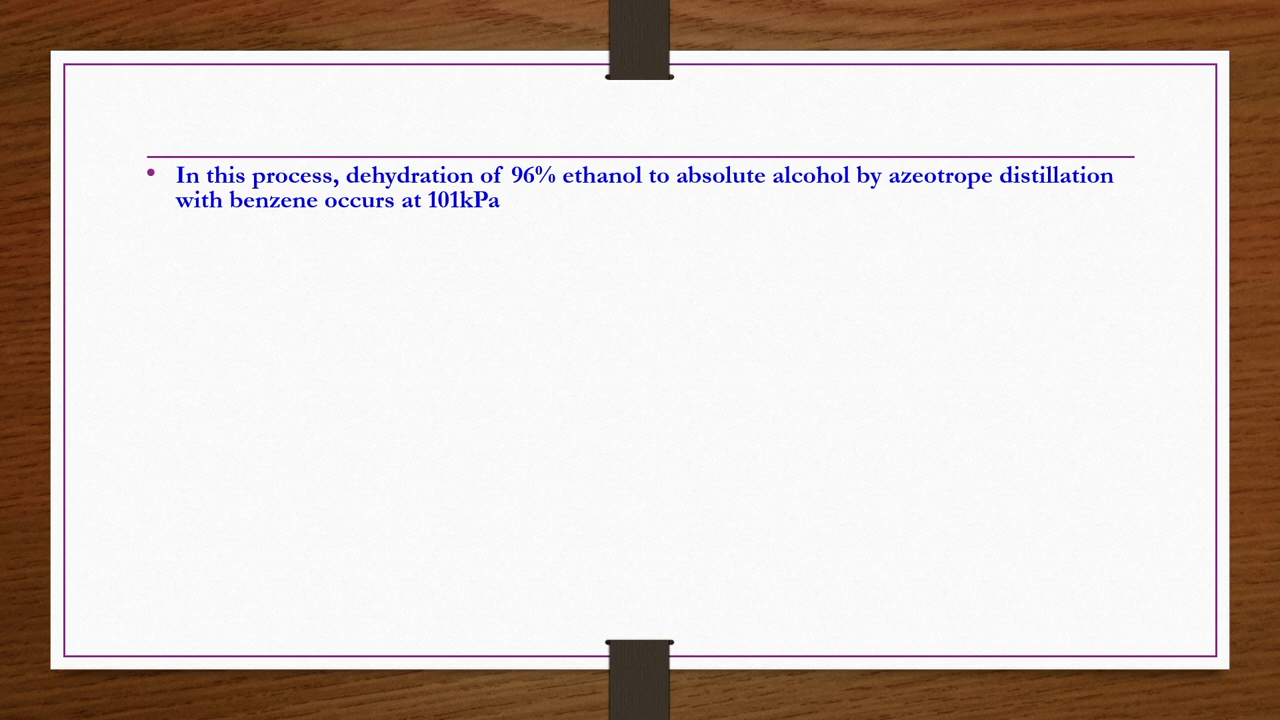 • In this process, dehydration of 96% ethanol to absolute alcohol by azeotrope distillation
with benzene occurs at 101kPa